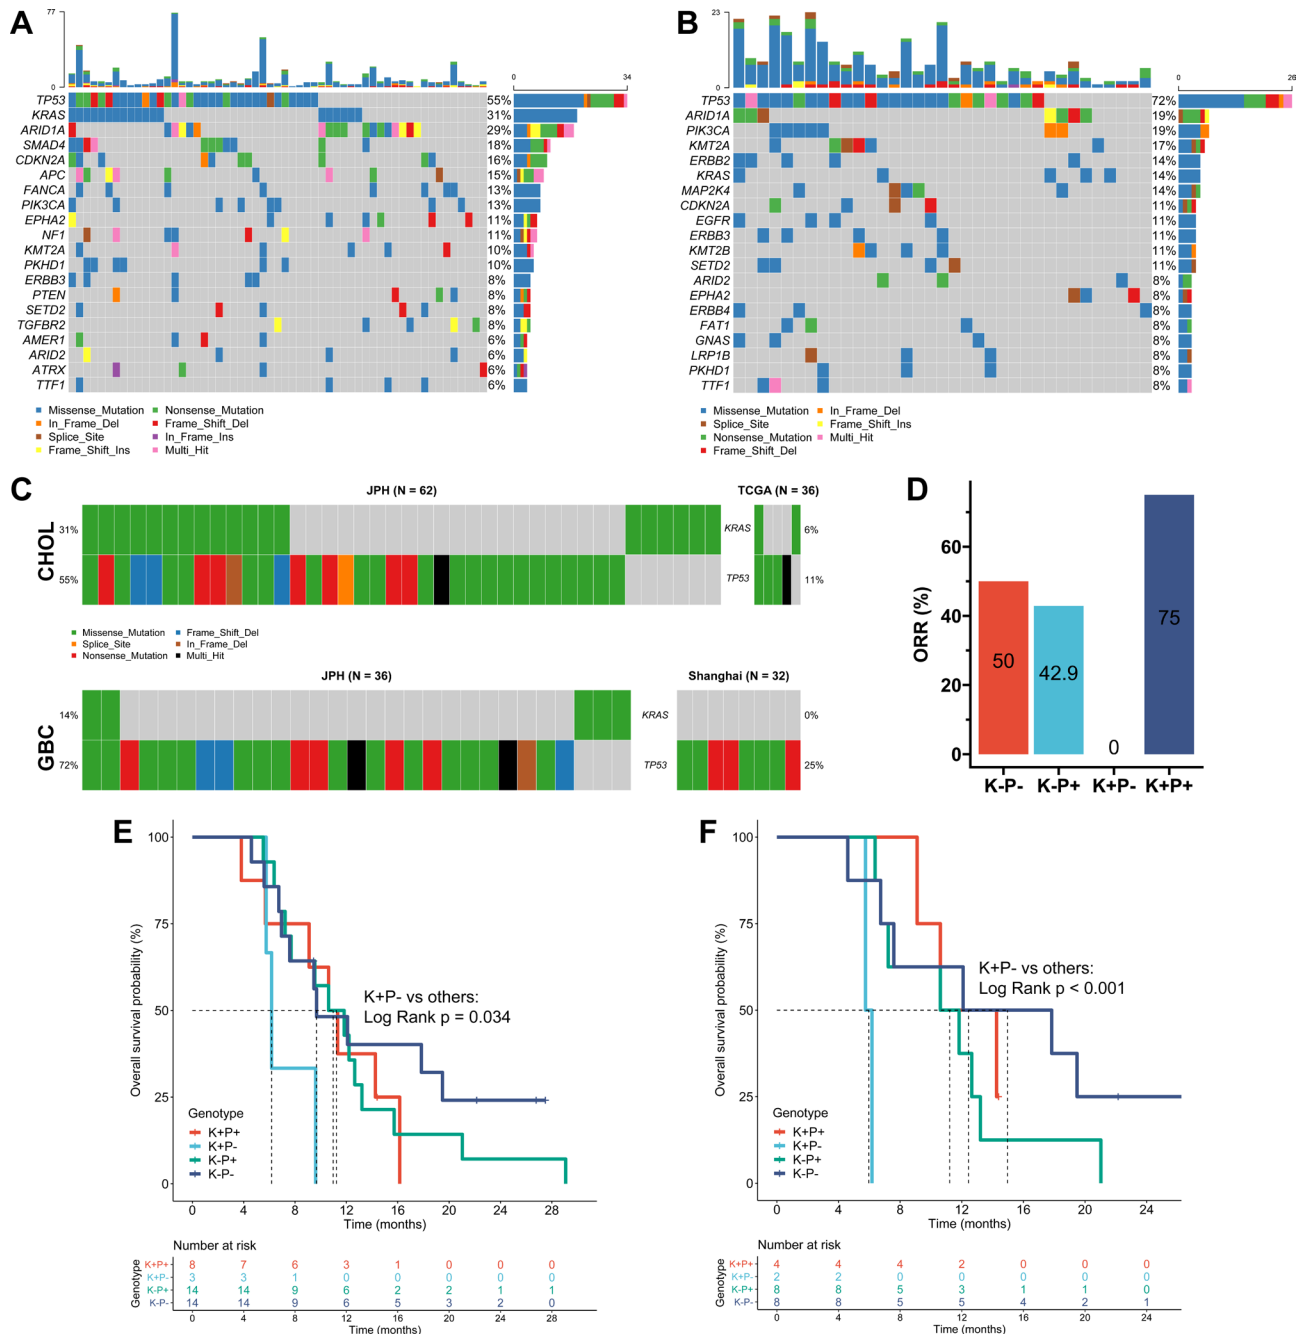 A
77
0
0
34
TP53 55%
KRAS 31%
ARID1A 29%
SMAD4 18%
CDKN2A 16%
APC 15%
FANCA 13%
PIK3CA 13%
EPHA2 11%
NF1 11%
KMT2A 10%
PKHD1 10%
ERBB3 8%
PTEN 8%
SETD2 8%
TGFBR2 8%
AMER1 6%
ARID2 6%
ATRX 6%
TTF1 6%
Missense_Mutation Nonsense_Mutation
In_Frame_Del Frame_Shift_Del
Splice_Site In_Frame_Ins
Frame_Shift_Ins Multi_Hit
B
23
0
0
26
TP53 72%
ARID1A 19%
PIK3CA 19%
KMT2A 17%
ERBB2 14%
KRAS 14%
MAP2K4 14%
CDKN2A 11%
EGFR 11%
ERBB3 11%
KMT2B 11%
SETD2 11%
ARID2 8%
EPHA2 8%
ERBB4 8%
FAT1 8%
GNAS 8%
LRP1B 8%
PKHD1 8%
TTF1 8%
Missense_Mutation In_Frame_Del
Splice_Site Frame_Shift_Ins
Nonsense_Mutation Multi_Hit
Frame_Shift_Del
C
JPH (N = 62) TCGA (N = 36)
CHOL
31% KRAS 6%
55% TP53 11%
Missense_Mutation Frame_Shift_Del
Splice_Site In_Frame_Del
Nonsense_Mutation Multi_Hit
JPH (N = 36) Shanghai (N = 32)
GBC
14% KRAS 0%
72% TP53 25%
D
ORR (%)
60
40
20
0
50
42.9
0
75
K-P- K-P+ K+P- K+P+
E
Overall survival probability (%)
100
75
50
25
0
K+P- vs others:
Log Rank p = 0.034
Genotype
K+P+
K+P-
K-P+
K-P-
0 4 8 12 16 20 24 28
Time (months)
Number at risk
Genotype
K+P+ 8 7 6 3 1 0 0 0
K+P- 3 3 1 0 0 0 0 0
K-P+ 14 14 9 6 2 2 1 1
K-P- 14 14 9 6 5 3 2 0
0 4 8 12 16 20 24 28
Time (months)
F
Overall survival probability (%)
100
75
50
25
0
K+P- vs others:
Log Rank p < 0.001
Genotype
K+P+
K+P-
K-P+
K-P-
0 4 8 12 16 20 24
Time (months)
Number at risk
Genotype
K+P+ 4 4 4 2 0 0 0
K+P- 2 2 0 0 0 0 0
K-P+ 8 8 5 3 1 1 0
K-P- 8 8 5 5 4 2 1
0 4 8 12 16 20 24
Time (months)